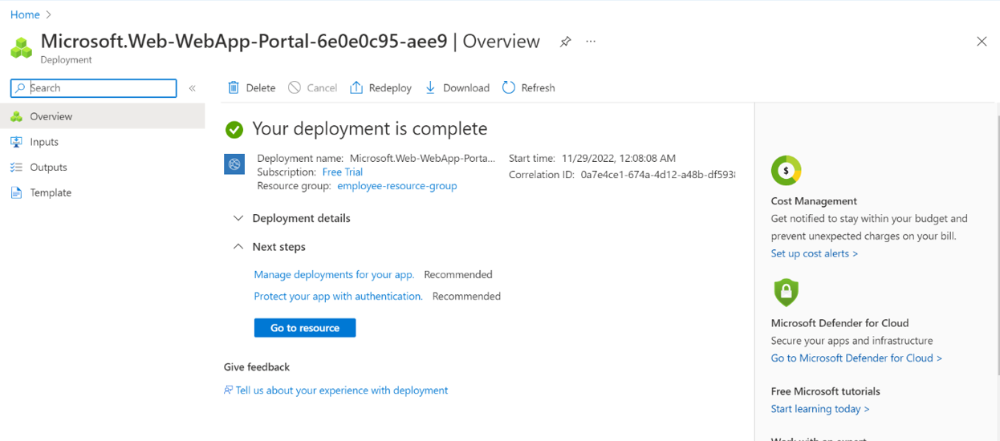 Home
Microsoft.Web-WebApp-Portal-6e0e0c95-aee9 | Overview
Deployment
Search
Overview
Inputs
Outputs
Template
Delete Cancel Redeploy Download Refresh
Your deployment is complete
Deployment name: Microsoft.Web-WebApp-Porta...
Subscription: Free Trial
Resource group: employee-resource-group
Start time: 11/29/2022, 12:08:08 AM
Correlation ID: 0a7e4ce1-674a-4d12-a48b-df5938
Deployment details
Next steps
Manage deployments for your app. Recommended
Protect your app with authentication. Recommended
Go to resource
Give feedback
Tell us about your experience with deployment
$
Cost Management
Get notified to stay within your budget and
prevent unexpected charges on your bill.
Set up cost alerts >
Microsoft Defender for Cloud
Secure your apps and infrastructure
Go to Microsoft Defender for Cloud >
Free Microsoft tutorials
Start learning today >
Work with an expert